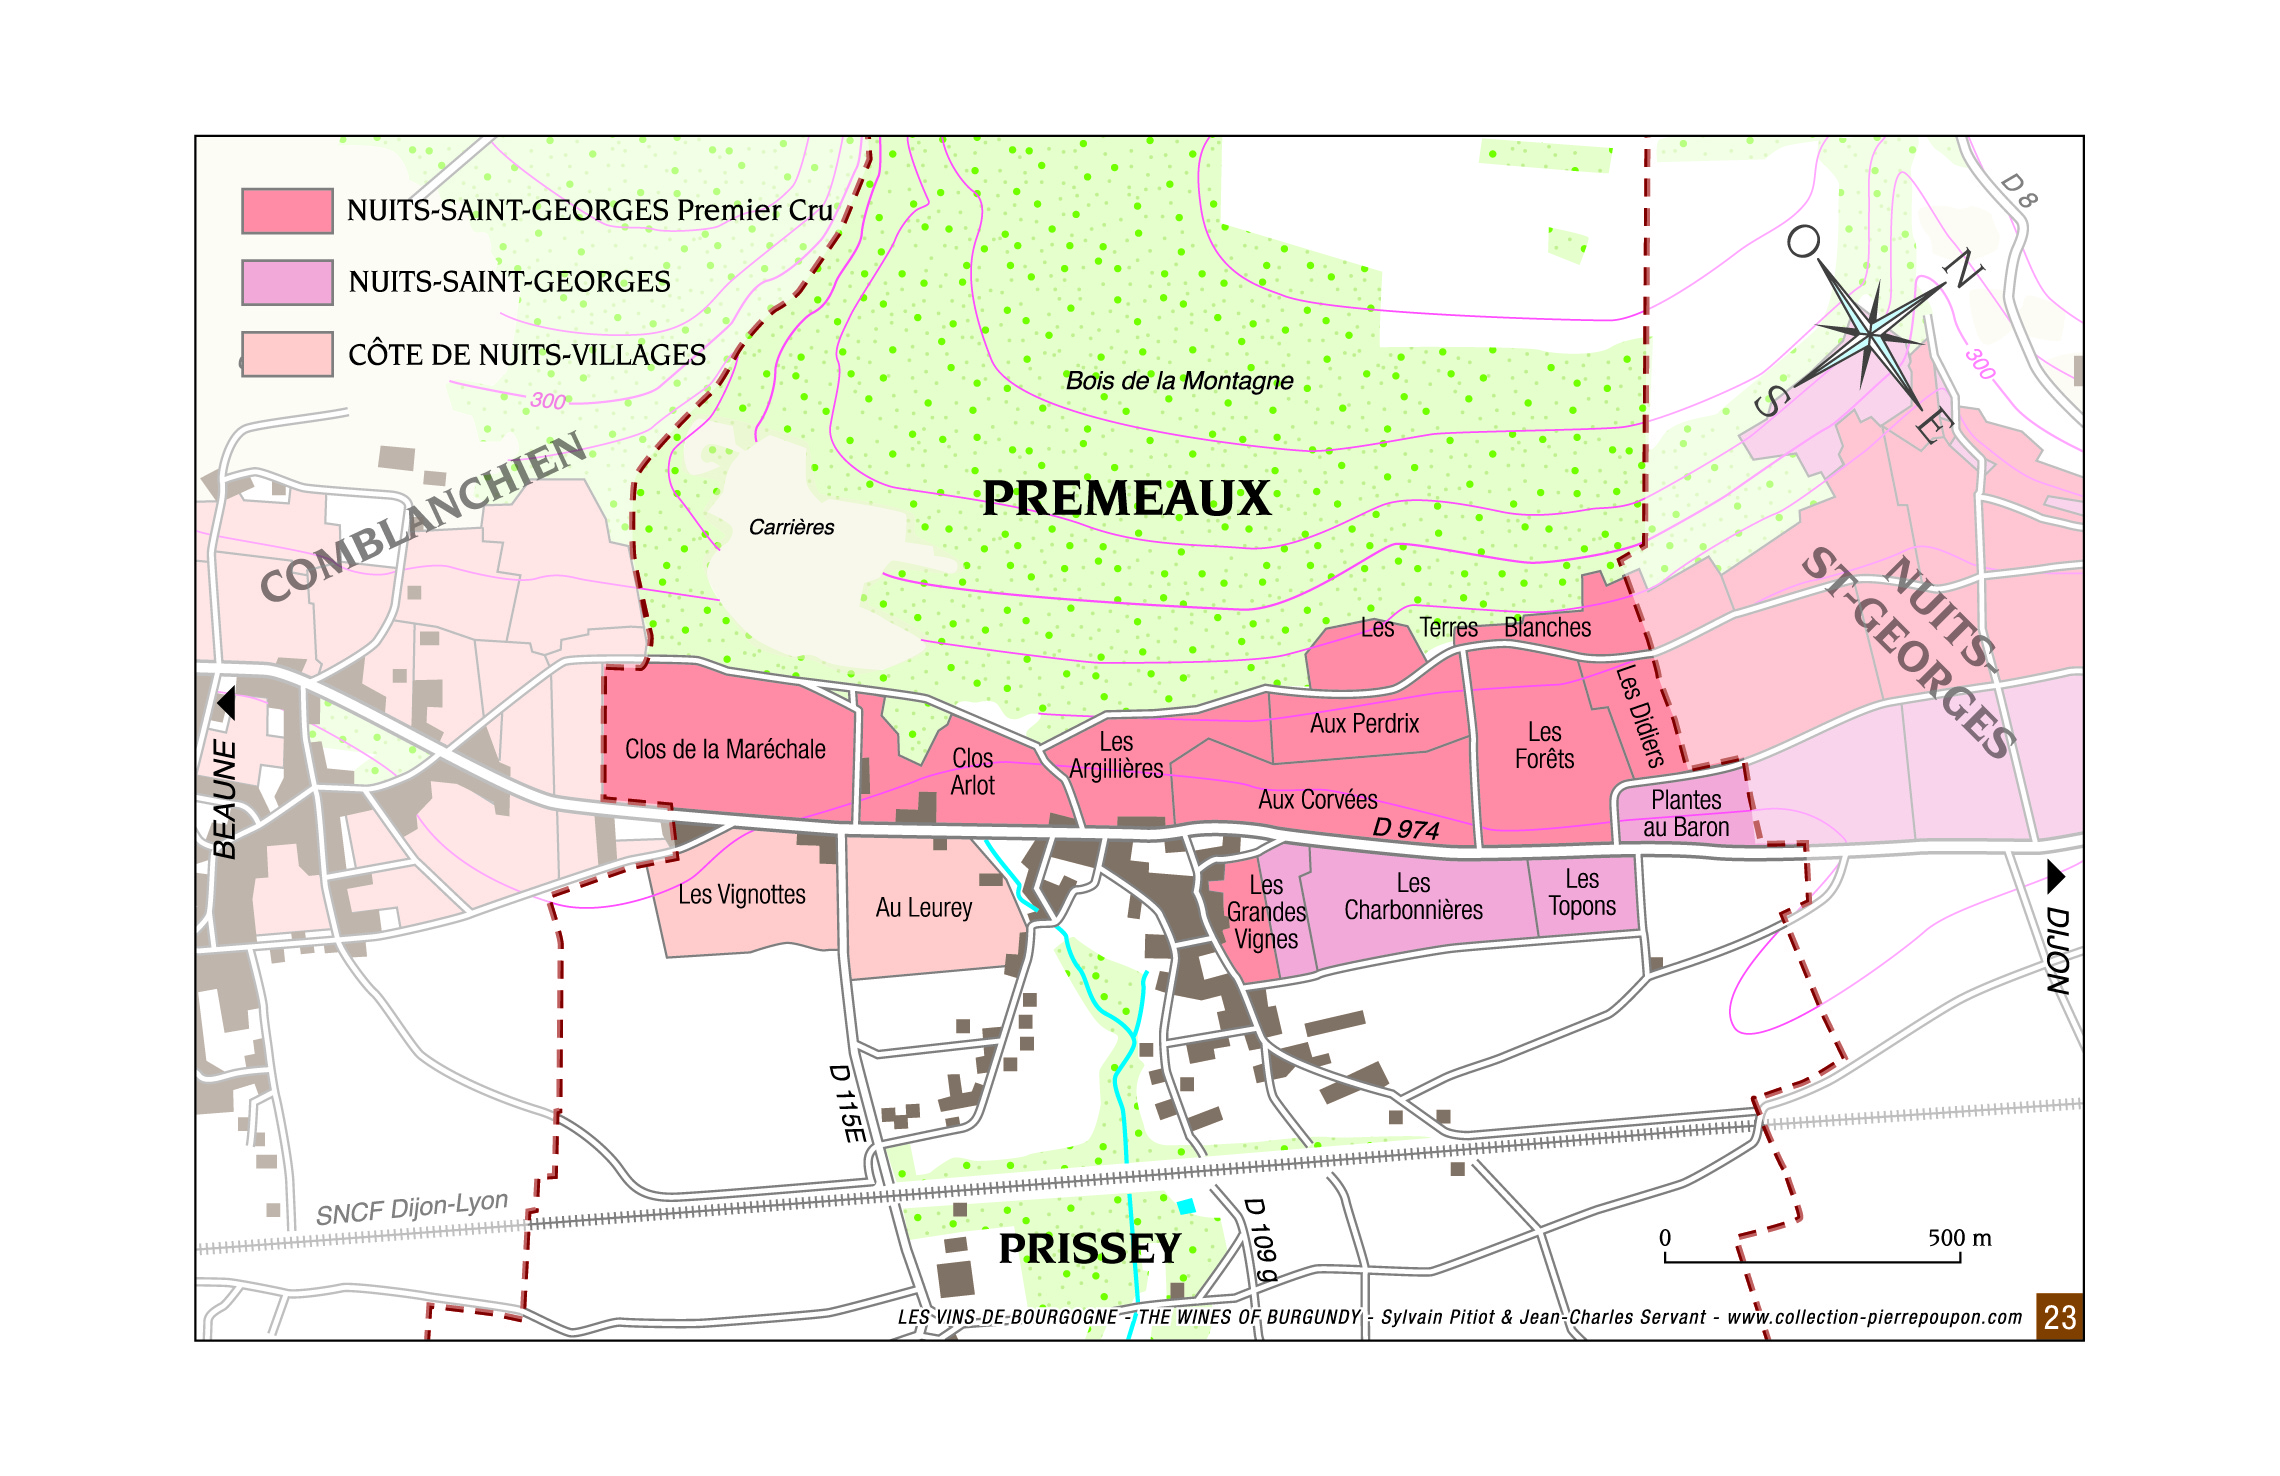 NUITS-SAINT-GEORGES Premier Cru
NUITS-SAINT-GEORGES
CÔTE DE NUITS-VILLAGES
D 8
O
N
S
E
300
300
Bois de la Montagne
PREMEAUX
Carrières
COMBLANCHIEN
NUITS-
ST-GEORGES
Les Terres Blanches
Les Didiers
Clos de la Maréchale
Clos
Arlot
Les
Argillières
Aux Perdrix
Aux Corvées
Les
Forêts
Plantes
au Baron
D 974
BEAUNE
DIJON
Les Vignottes
Au Leurey
Les
Grandes
Vignes
Les
Charbonnières
Les
Topons
D 115E
SNCF Dijon-Lyon
PRISSEY
D 109 g
0 500 m
LES VINS DE BOURGOGNE - THE WINES OF BURGUNDY - Sylvain Pitiot & Jean-Charles Servant - www.collection-pierrepoupon.com
23